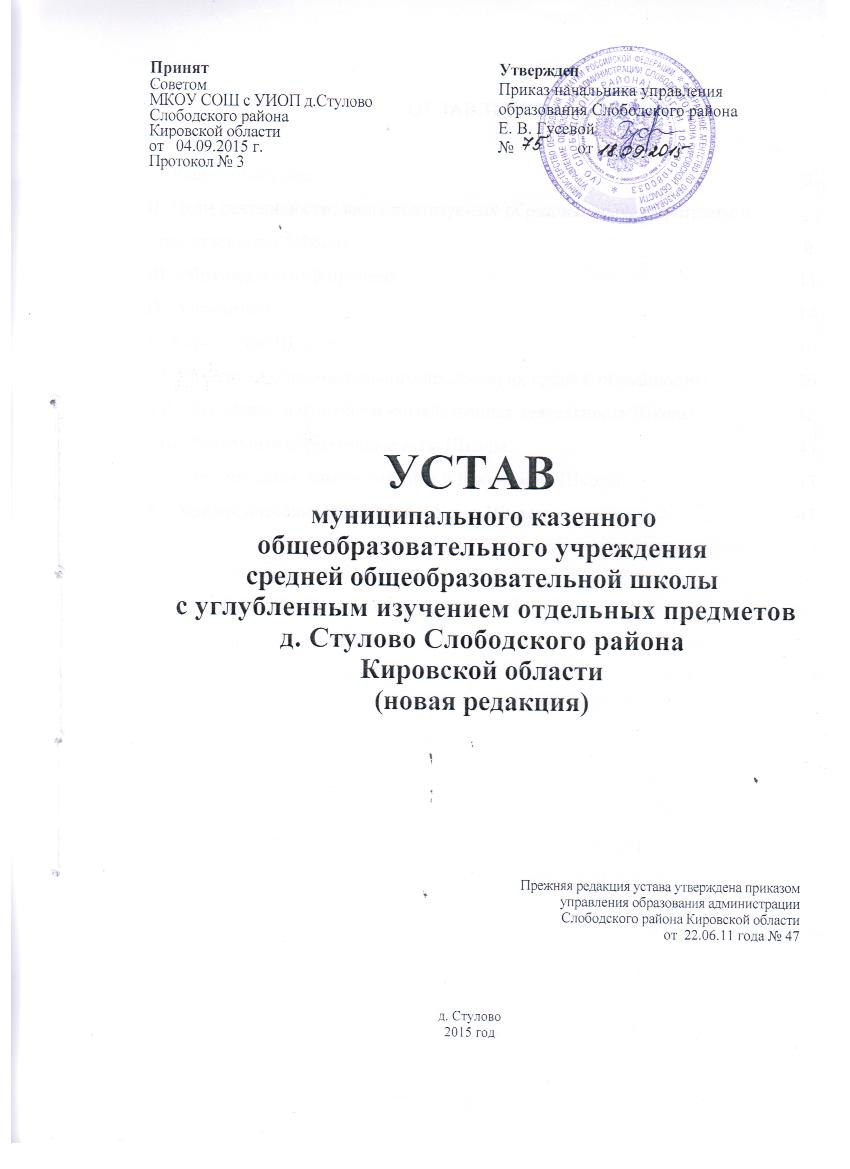 Принят
Советом
МКОУ СОШ с УИОП д.Стулово
Слободского района
Кировской области
от 04.09.2015 г.
Протокол № 3
Утвержден
Приказ начальника управления
образования Слободского района
Е. В. Гусевой
№ 75 от 18.09.2015
УСТАВ
муниципального казенного
общеобразовательного учреждения
средней общеобразовательной школы
с углубленным изучением отдельных предметов
д. Стулово Слободского района
Кировской области
(новая редакция)
Прежняя редакция устава утверждена приказом
управления образования администрации
Слободского района Кировской области
от 22.06.11 года № 47
д. Стулово
2015 год